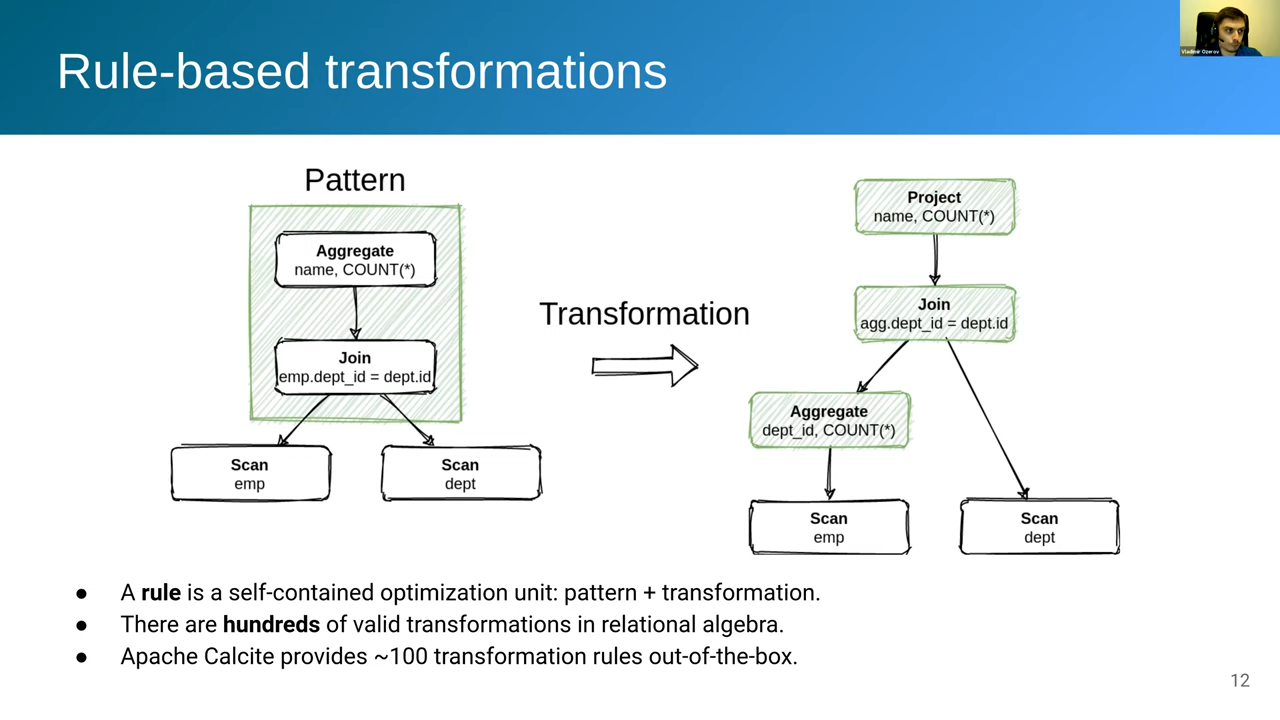 Rule-based transformations
Vladimir Ozerov
Pattern
Aggregate
name, COUNT(*)
Join
emp.dept_id = dept.id
Scan
emp
Scan
dept
Transformation
Project
name, COUNT(*)
Join
agg.dept_id = dept.id
Aggregate
dept_id, COUNT(*)
Scan
emp
Scan
dept
● A rule is a self-contained optimization unit: pattern + transformation.
● There are hundreds of valid transformations in relational algebra.
● Apache Calcite provides ~100 transformation rules out-of-the-box.
12